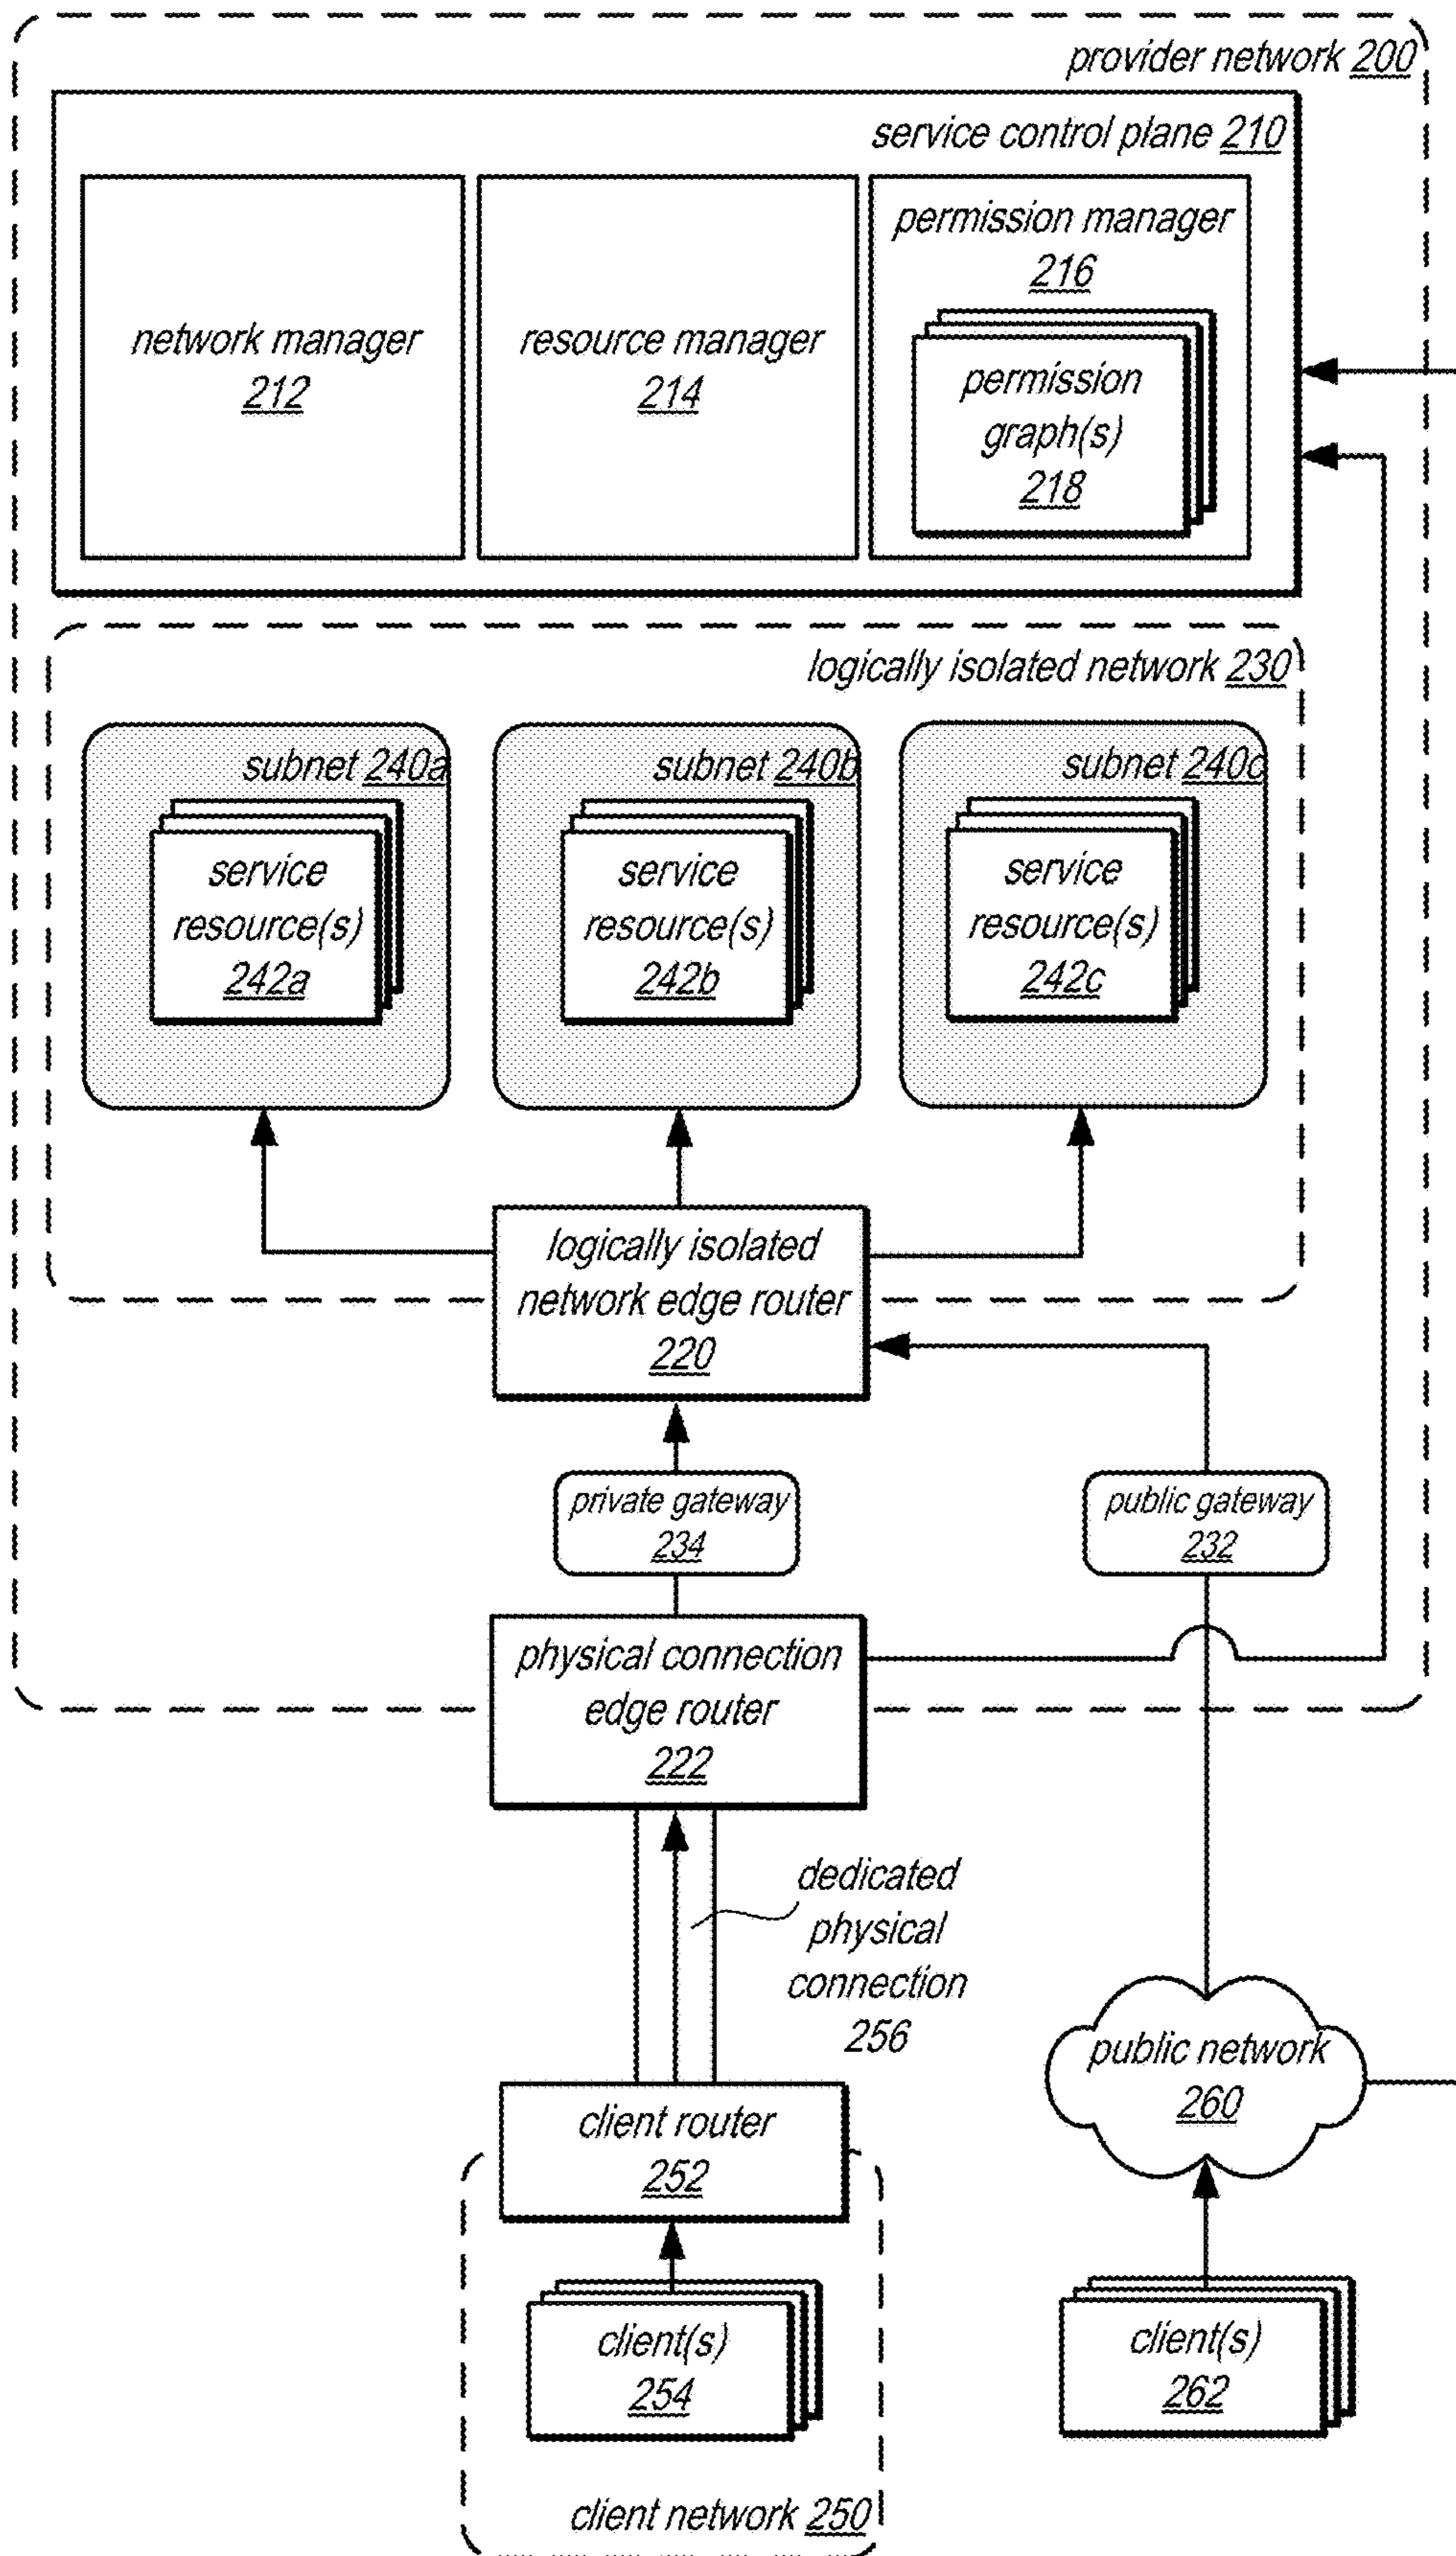 provider network 200
service control plane 210
network manager
212
resource manager
214
permission manager
216
permission
graph(s)
218
logically isolated network 230
subnet 240a
service
resource(s)
242a
subnet 240b
service
resource(s)
242b
subnet 240c
service
resource(s)
242c
logically isolated
network edge router
220
private gateway
234
public gateway
232
physical connection
edge router
222
dedicated
physical
connection
256
public network
260
client router
252
client(s)
254
client(s)
262
client network 250